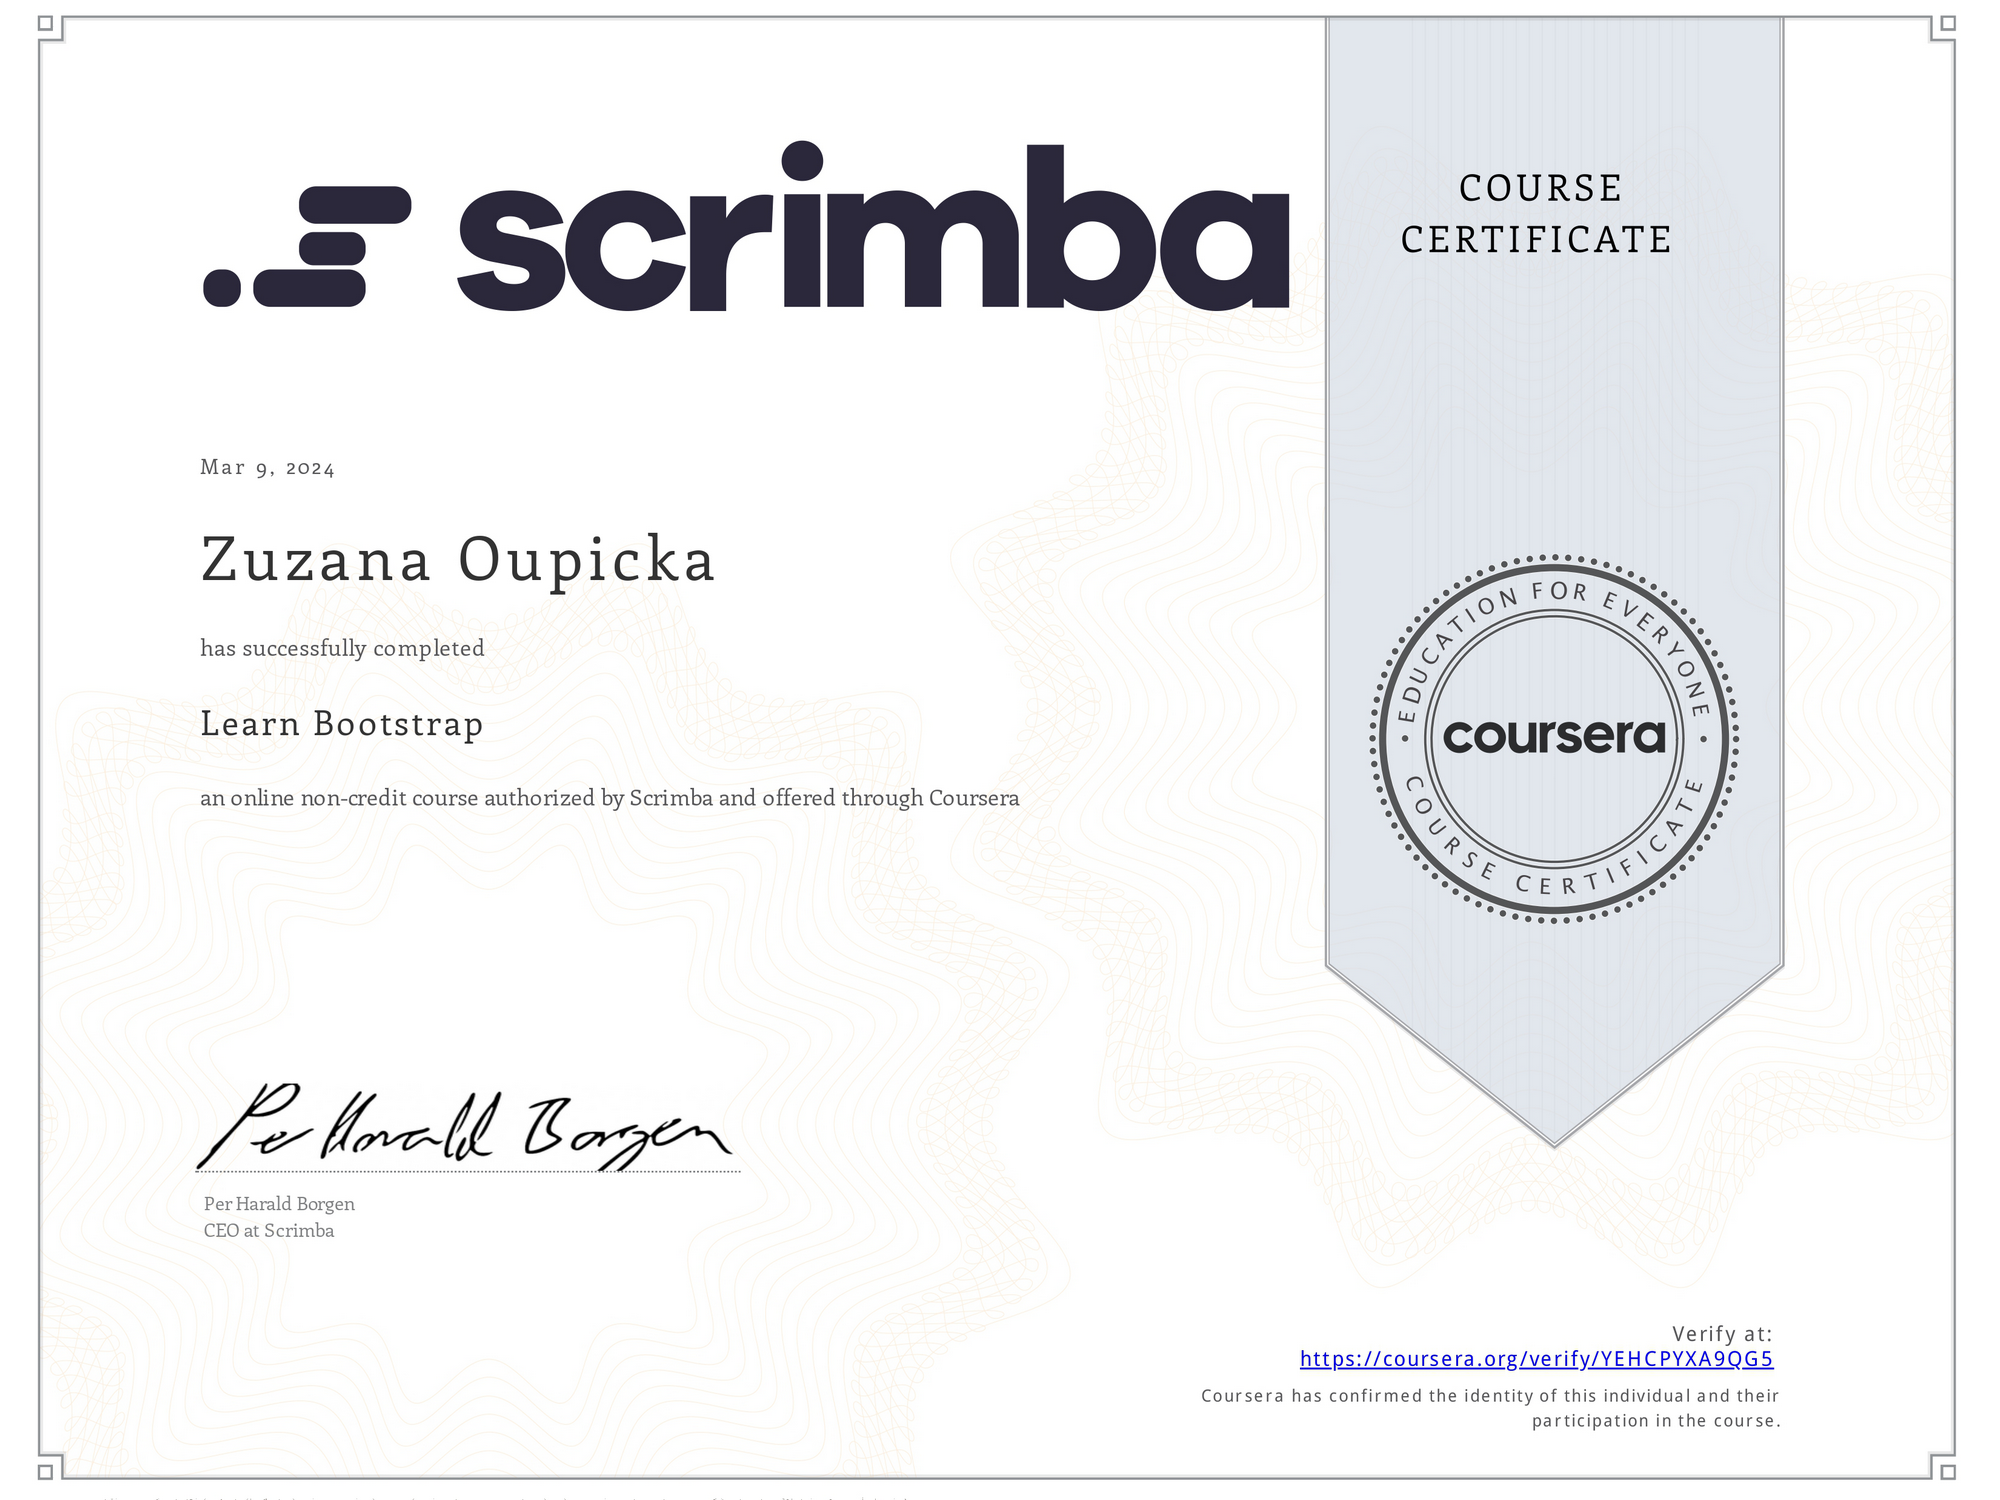 scrimba
COURSE
CERTIFICATE
Mar 9, 2024
Zuzana Oupicka
has successfully completed
Learn Bootstrap
an online non-credit course authorized by Scrimba and offered through Coursera
EDUCATION FOR EVERYONE
coursera
COURSE CERTIFICATE
Per Harald Borgen
Per Harald Borgen
CEO at Scrimba
Verify at:
https://coursera.org/verify/YEHCPYXA9QG5
Coursera has confirmed the identity of this individual and their
participation in the course.